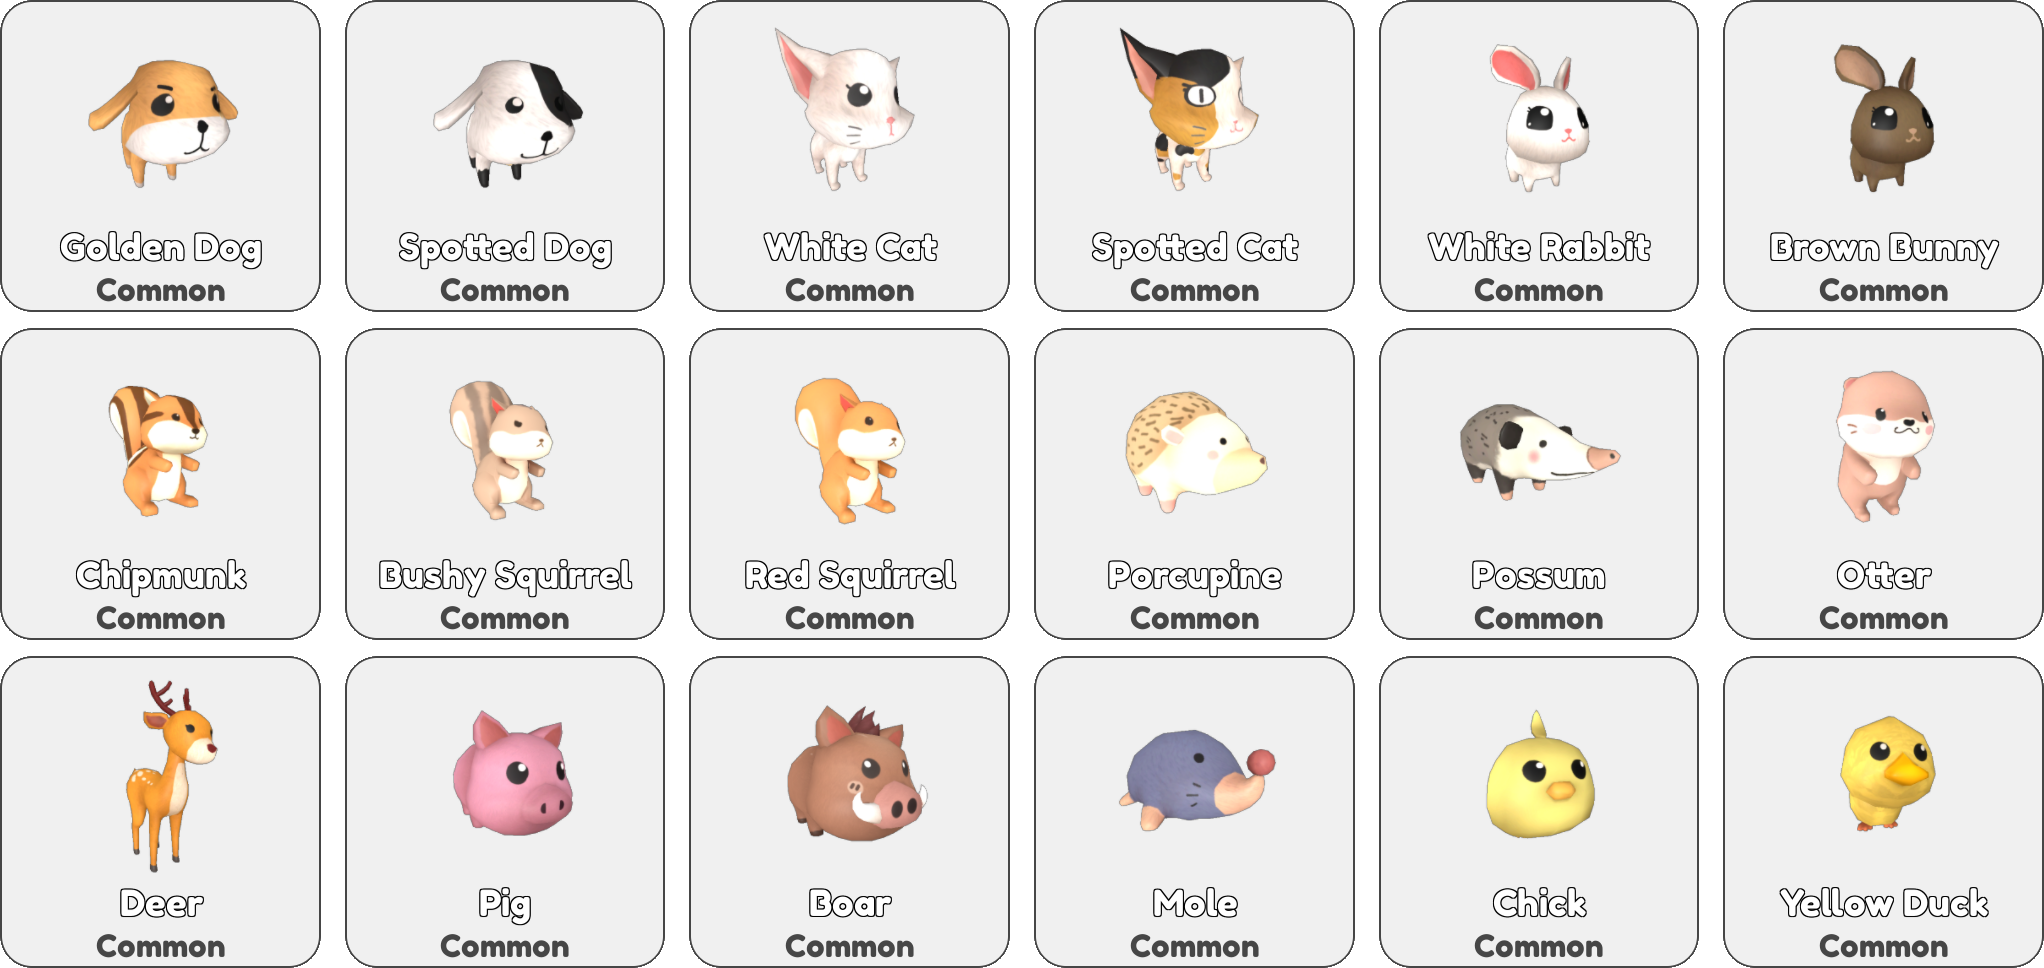 Golden Dog
Common
Spotted Dog
Common
White Cat
Common
Spotted Cat
Common
White Rabbit
Common
Brown Bunny
Common
Chipmunk
Common
Bushy Squirrel
Common
Red Squirrel
Common
Porcupine
Common
Possum
Common
Otter
Common
Deer
Common
Pig
Common
Boar
Common
Mole
Common
Chick
Common
Yellow Duck
Common